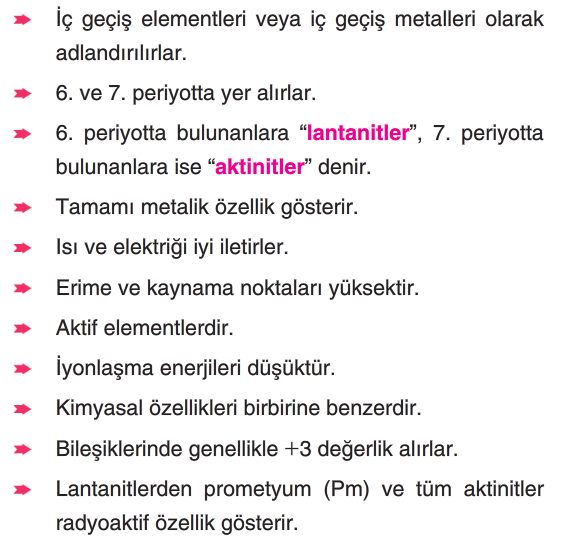 İç geçiş elementleri veya iç geçiş metalleri olarak
adlandırılırlar.
6. ve 7. periyotta yer alırlar.
6. periyotta bulunanlara “lantanitler”, 7. periyotta
bulunanlara ise “aktinitler” denir.
Tamamı metalik özellik gösterir.
Isı ve elektriği iyi iletirler.
Erime ve kaynama noktaları yüksektir.
Aktif elementlerdir.
İyonlaşma enerjileri düşüktür.
Kimyasal özellikleri birbirine benzerdir.
Bileşiklerinde genellikle +3 değerlik alırlar.
Lantanitlerden prometyum (Pm) ve tüm aktinitler
radyoaktif özellik gösterir.